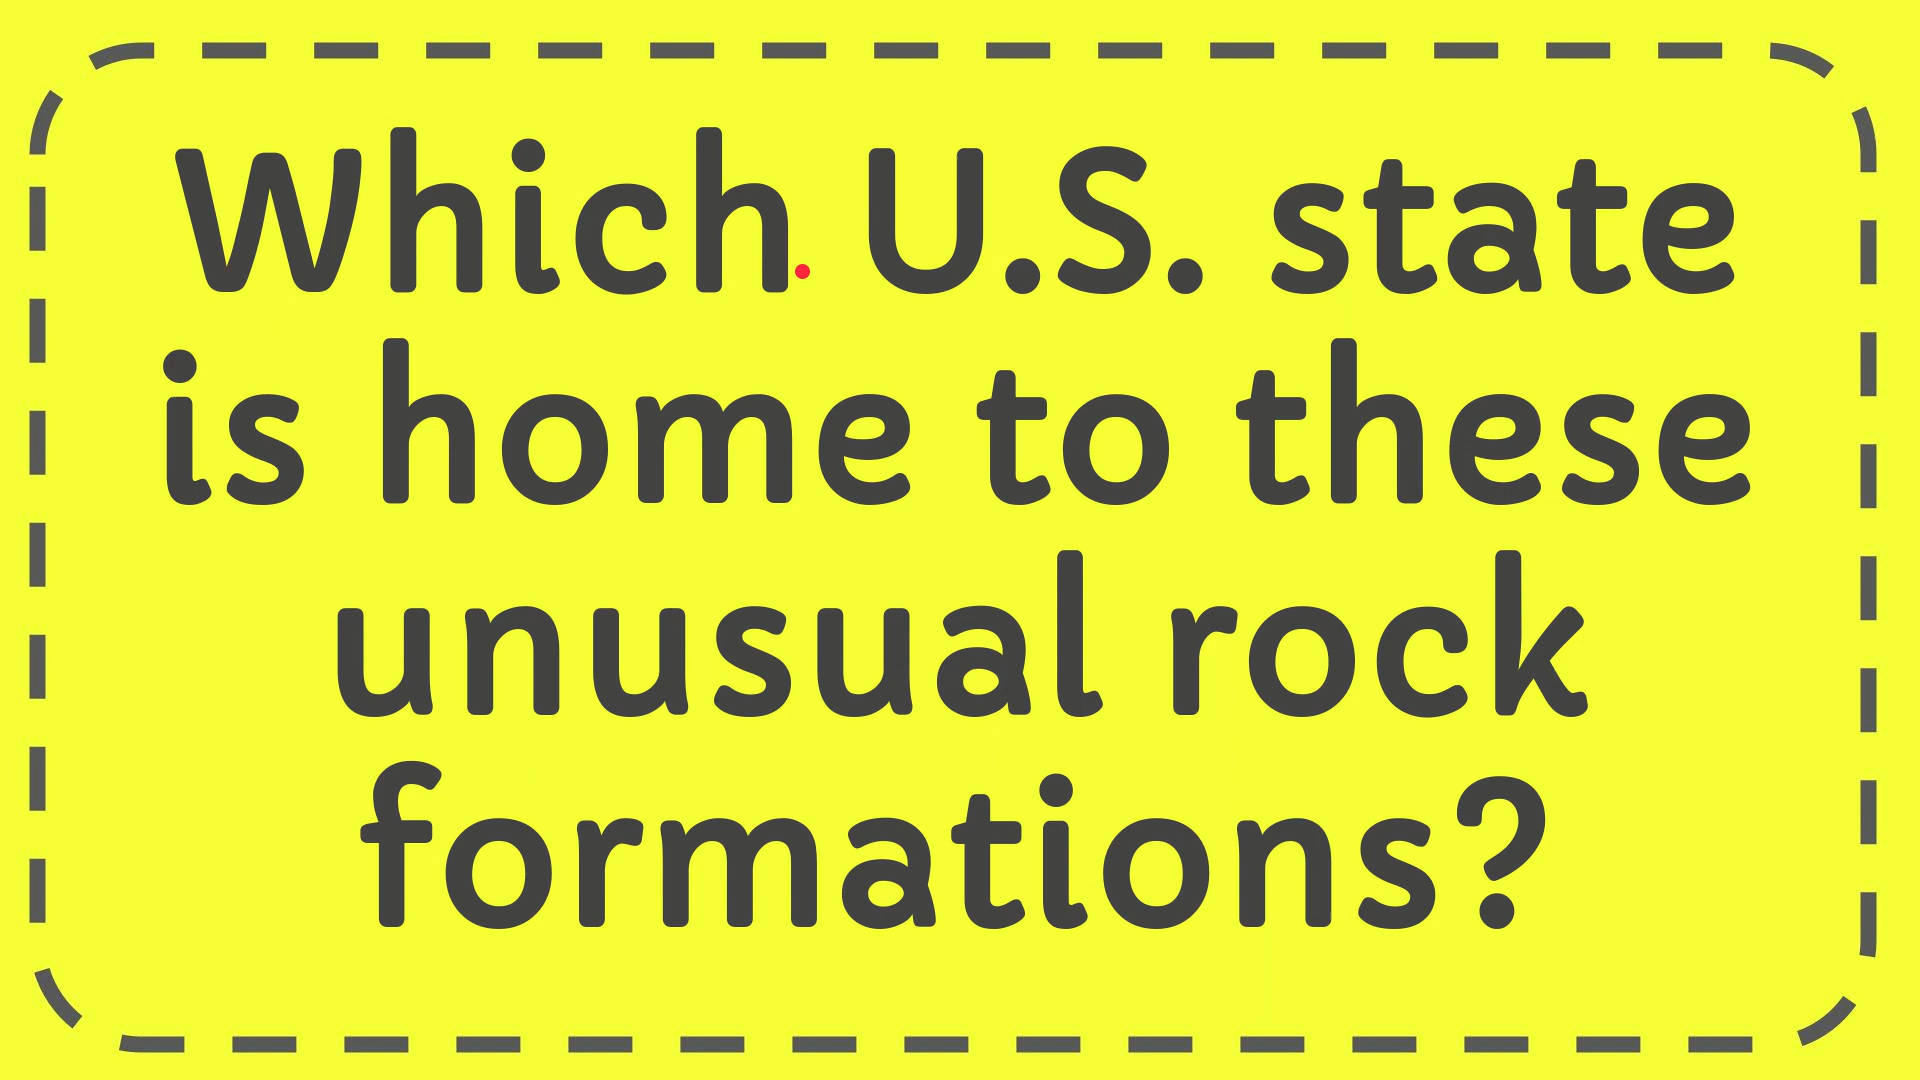 Which U.S. state
is home to these
unusual rock
formations?